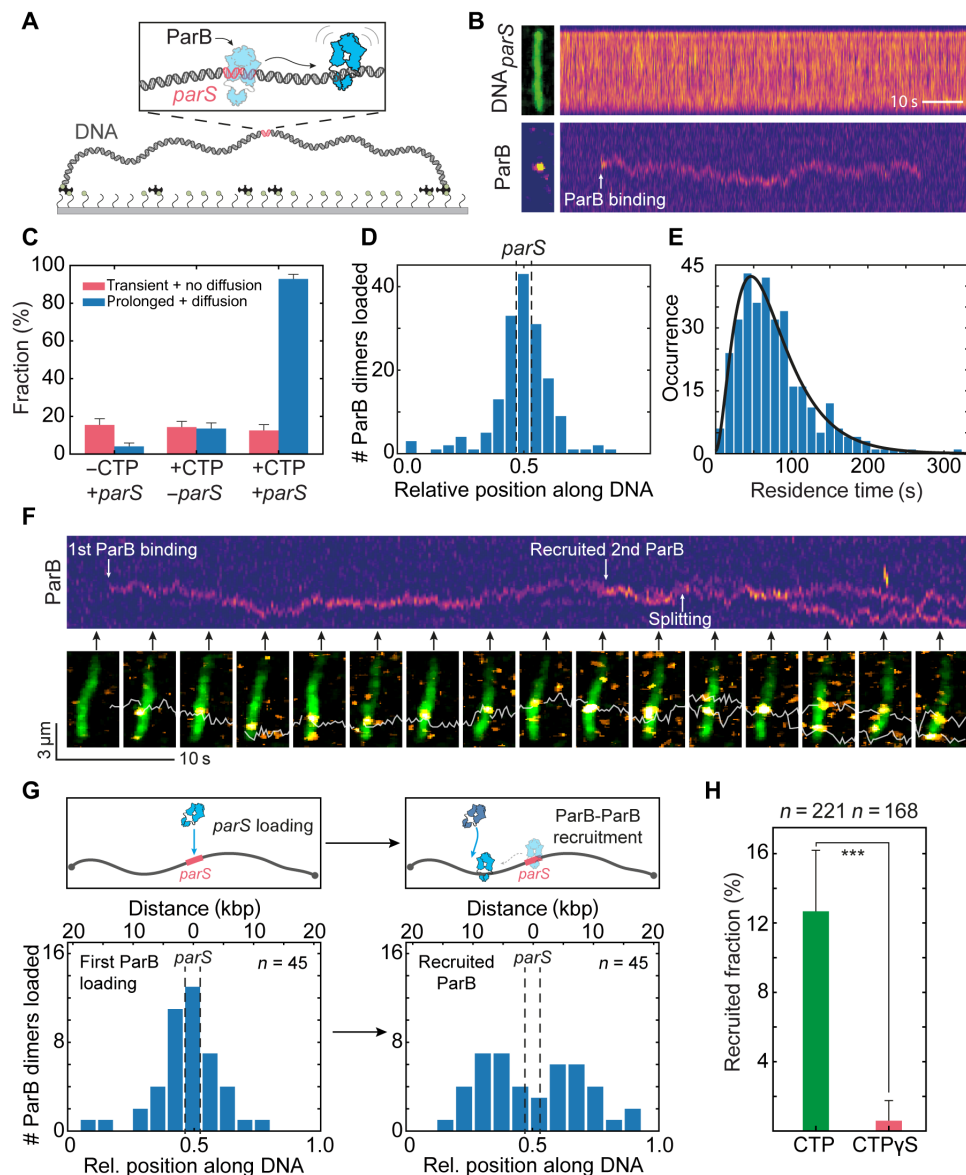 A
ParB
parS
DNA
B
DNA parS
10 s
ParB
ParB binding
C
Fraction (%)
100
80
60
40
20
0
Transient + no diffusion
Prolonged + diffusion
−CTP +CTP +CTP
+parS −parS +parS
D
parS
# ParB dimers loaded
40
20
0
0.0 0.5
Relative position along DNA
E
Occurrence
45
30
15
0
0 100 200 300
Residence time (s)
F
ParB
1st ParB binding
Recruited 2nd ParB
Splitting
3 µm
10 s
G
parS loading
parS
ParB-ParB
recruitment
parS
Distance (kbp)
20 10 0 10 20
# ParB dimers loaded
16
8
0
First ParB
loading
parS
n = 45
0 0.5 1.0
Rel. position along DNA
Distance (kbp)
20 10 0 10 20
16
8
0
Recruited
ParB
parS
n = 45
0 0.5 1.0
Rel. position along DNA
H
n = 221 n = 168
***
Recruited fraction (%)
16
12
8
4
CTP CTPγS